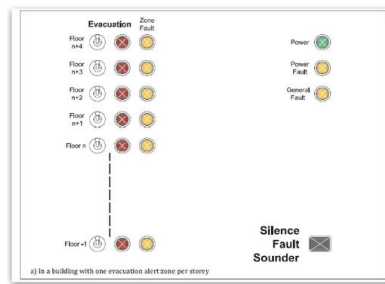 Evacuation
Zone
Fault
Floor
n+4
Floor
n+3
Floor
n+2
Floor
n+1
Floor n
Floor -1
Power
Power
Fault
General
Fault
Silence
Fault
Sounder
a) In a building with one evacuation alert zone per storey